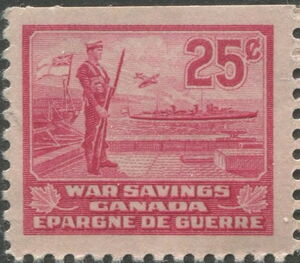 25¢
WAR SAVINGS
CANADA
EPARGNE DE GUERRE